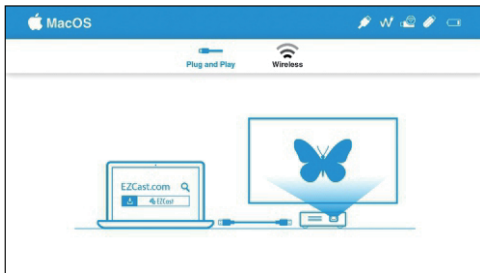 MacOS
Plug and Play
Wireless
EZCast.com
EZCast